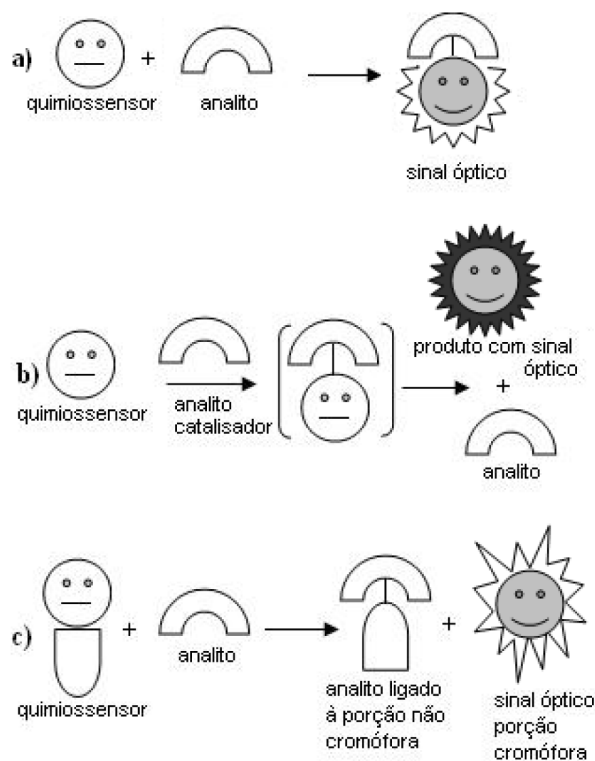 a)
+
quimiossensor
analito
sinal óptico
b)
quimiossensor
analito
catalisador
produto com sinal
óptico
+
analito
c)
+
quimiossensor
analito
+
analito ligado
à porção não
cromófora
sinal óptico
porção
cromófora